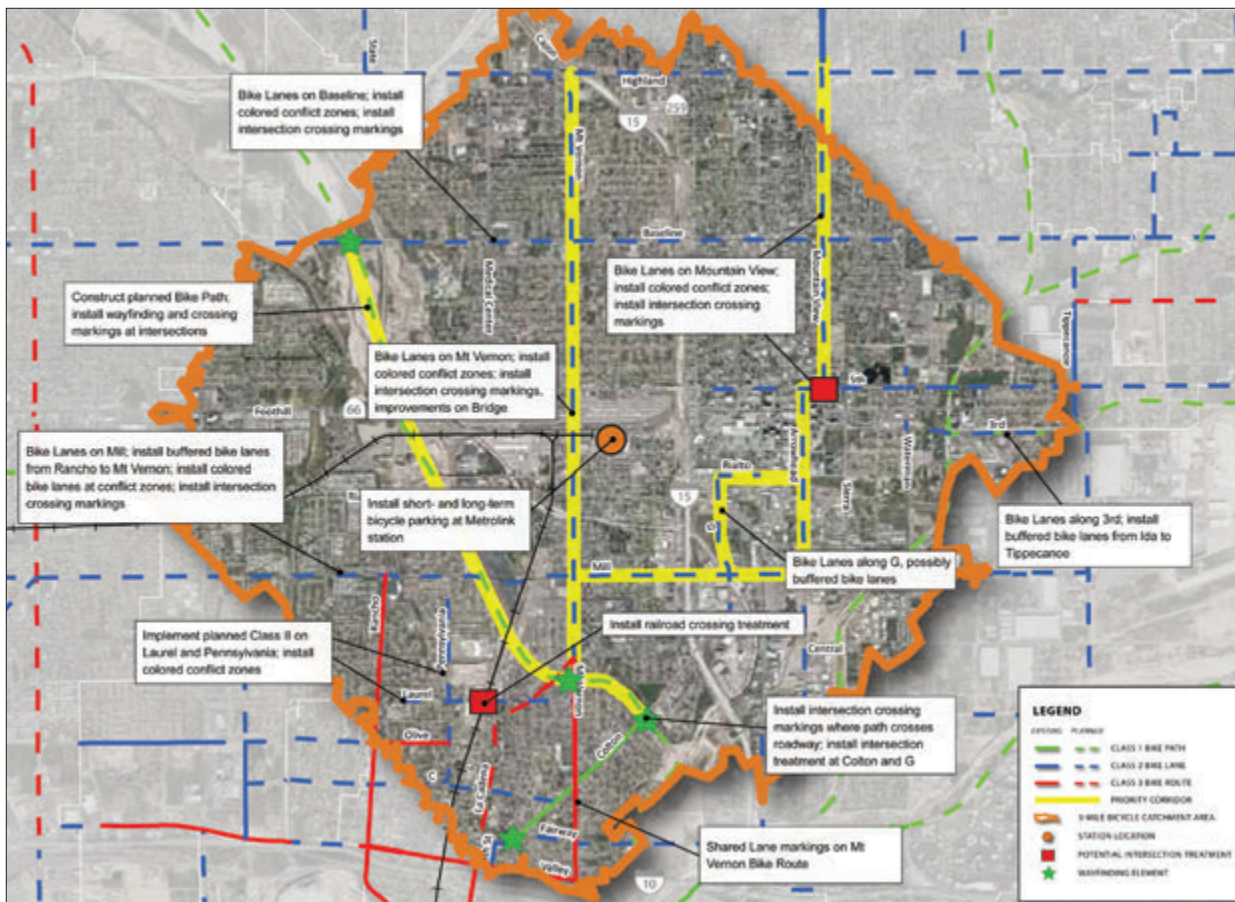 State
Colton
Highland
259
15
Mt Vernon
Bike Lanes on Baseline; install
colored conflict zones; install
intersection crossing markings
Baseline
Medical Center
Bike Lanes on Mountain View;
install colored conflict zones;
install intersection crossing
markings
Mountain View
Tippecanoe
Construct planned Bike Path;
install wayfinding and crossing
markings at intersections
Bike Lanes on Mt Vernon; install
colored conflict zones; install
intersection crossing markings,
improvements on Bridge
5th
66
Foothill
3rd
Arrowhead
Waterman
Bike Lanes on Mill; install buffered bike lanes
from Rancho to Mt Vernon; install colored
bike lanes at conflict zones; install intersection
crossing markings
Install short- and long-term
bicycle parking at Metrolink
station
Rialto
15
Sierra
G
Bike Lanes along 3rd; install
buffered bike lanes from Ida to
Tippecanoe
Bike Lanes along G, possibly
buffered bike lanes
Mill
Rancho
Pennsylvania
Implement planned Class II on
Laurel and Pennsylvania; install
colored conflict zones
Install railroad crossing treatment
Central
Laurel
Mt Vernon
Olive
Colton
Install intersection crossing
markings where path crosses
roadway; install intersection
treatment at Colton and G
C
La Cadena
Fairway
Valley
Shared Lane markings on Mt
Vernon Bike Route
10
LEGEND
EXISTING PLANNED
CLASS 1 BIKE PATH
CLASS 2 BIKE LANE
CLASS 3 BIKE ROUTE
PRIORITY CORRIDOR
3-MILE BICYCLE CATCHMENT AREA
STATION LOCATION
POTENTIAL INTERSECTION TREATMENT
WAYFINDING ELEMENT